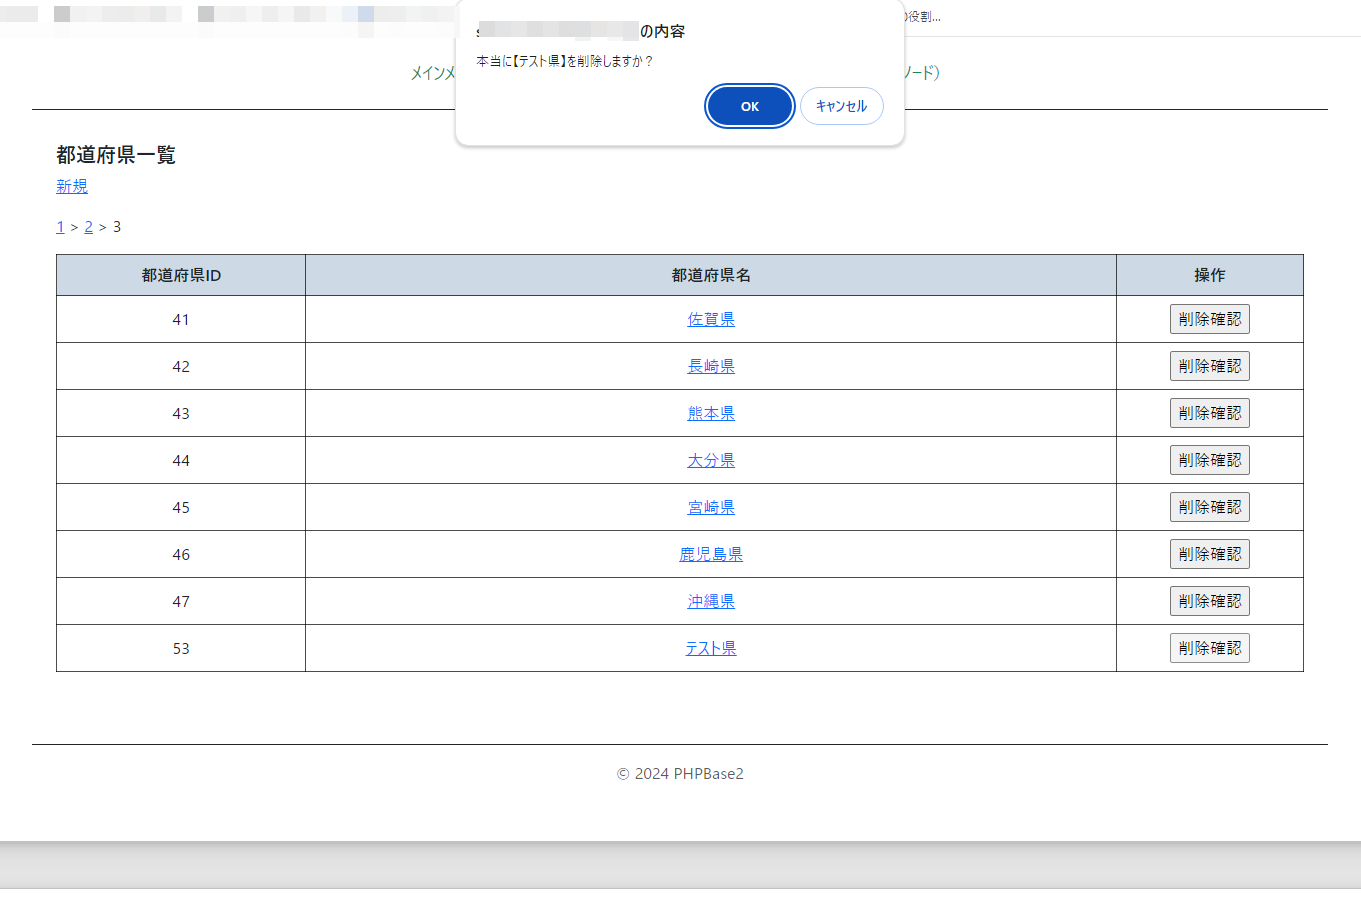 の役割...
の内容
本当に【テスト県】を削除しますか？
OK キャンセル
メインメ
ード）
都道府県一覧
新規
1 > 2 > 3
都道府県ID 都道府県名 操作
41 佐賀県 削除確認
42 長崎県 削除確認
43 熊本県 削除確認
44 大分県 削除確認
45 宮崎県 削除確認
46 鹿児島県 削除確認
47 沖縄県 削除確認
53 テスト県 削除確認
© 2024 PHPBase2